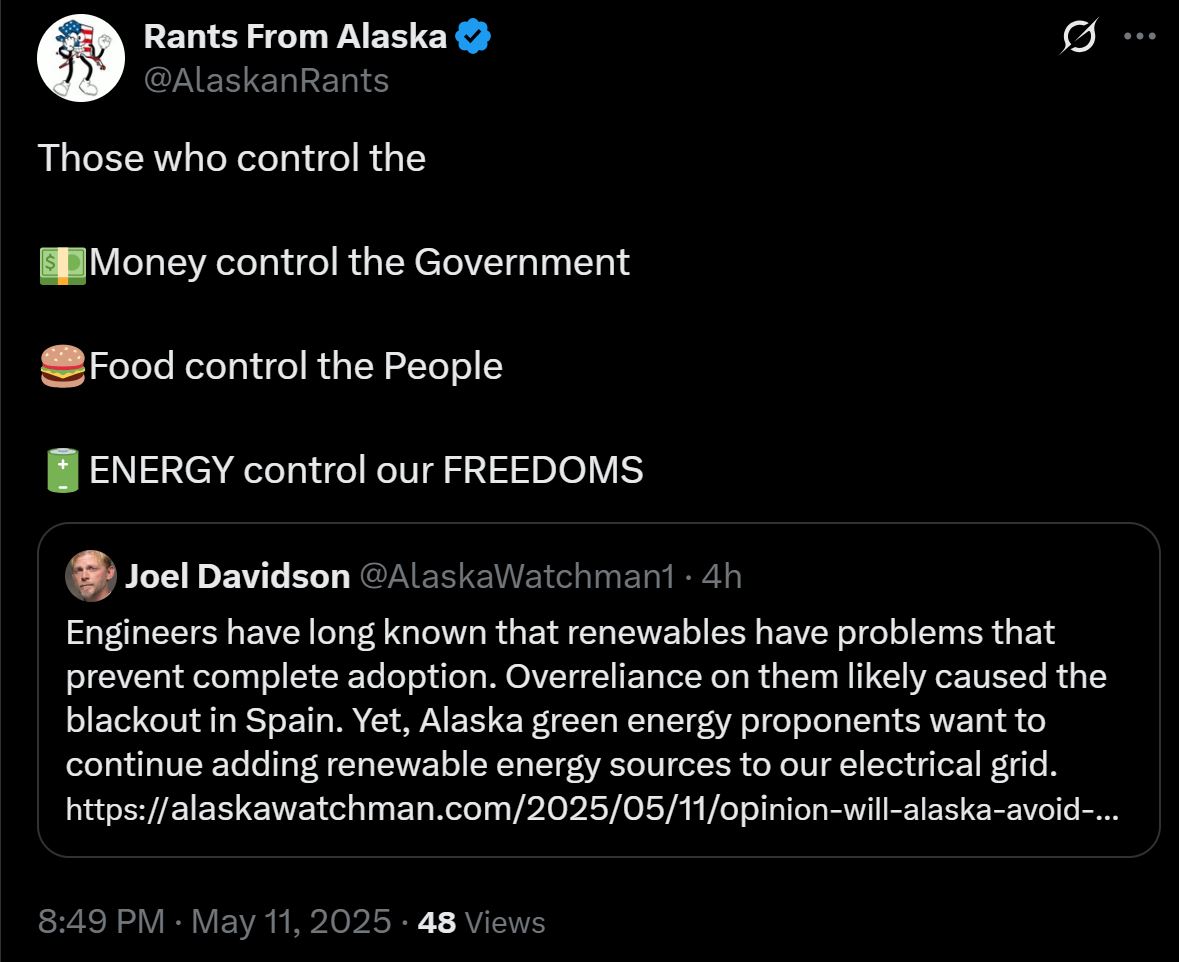 Rants From Alaska
@AlaskanRants
Those who control the
💵Money control the Government
🍔Food control the People
🔋ENERGY control our FREEDOMS
Joel Davidson @AlaskaWatchman1 · 4h
Engineers have long known that renewables have problems that
prevent complete adoption. Overreliance on them likely caused the
blackout in Spain. Yet, Alaska green energy proponents want to
continue adding renewable energy sources to our electrical grid.
https://alaskawatchman.com/2025/05/11/opinion-will-alaska-avoid-...
8:49 PM · May 11, 2025 · 48 Views